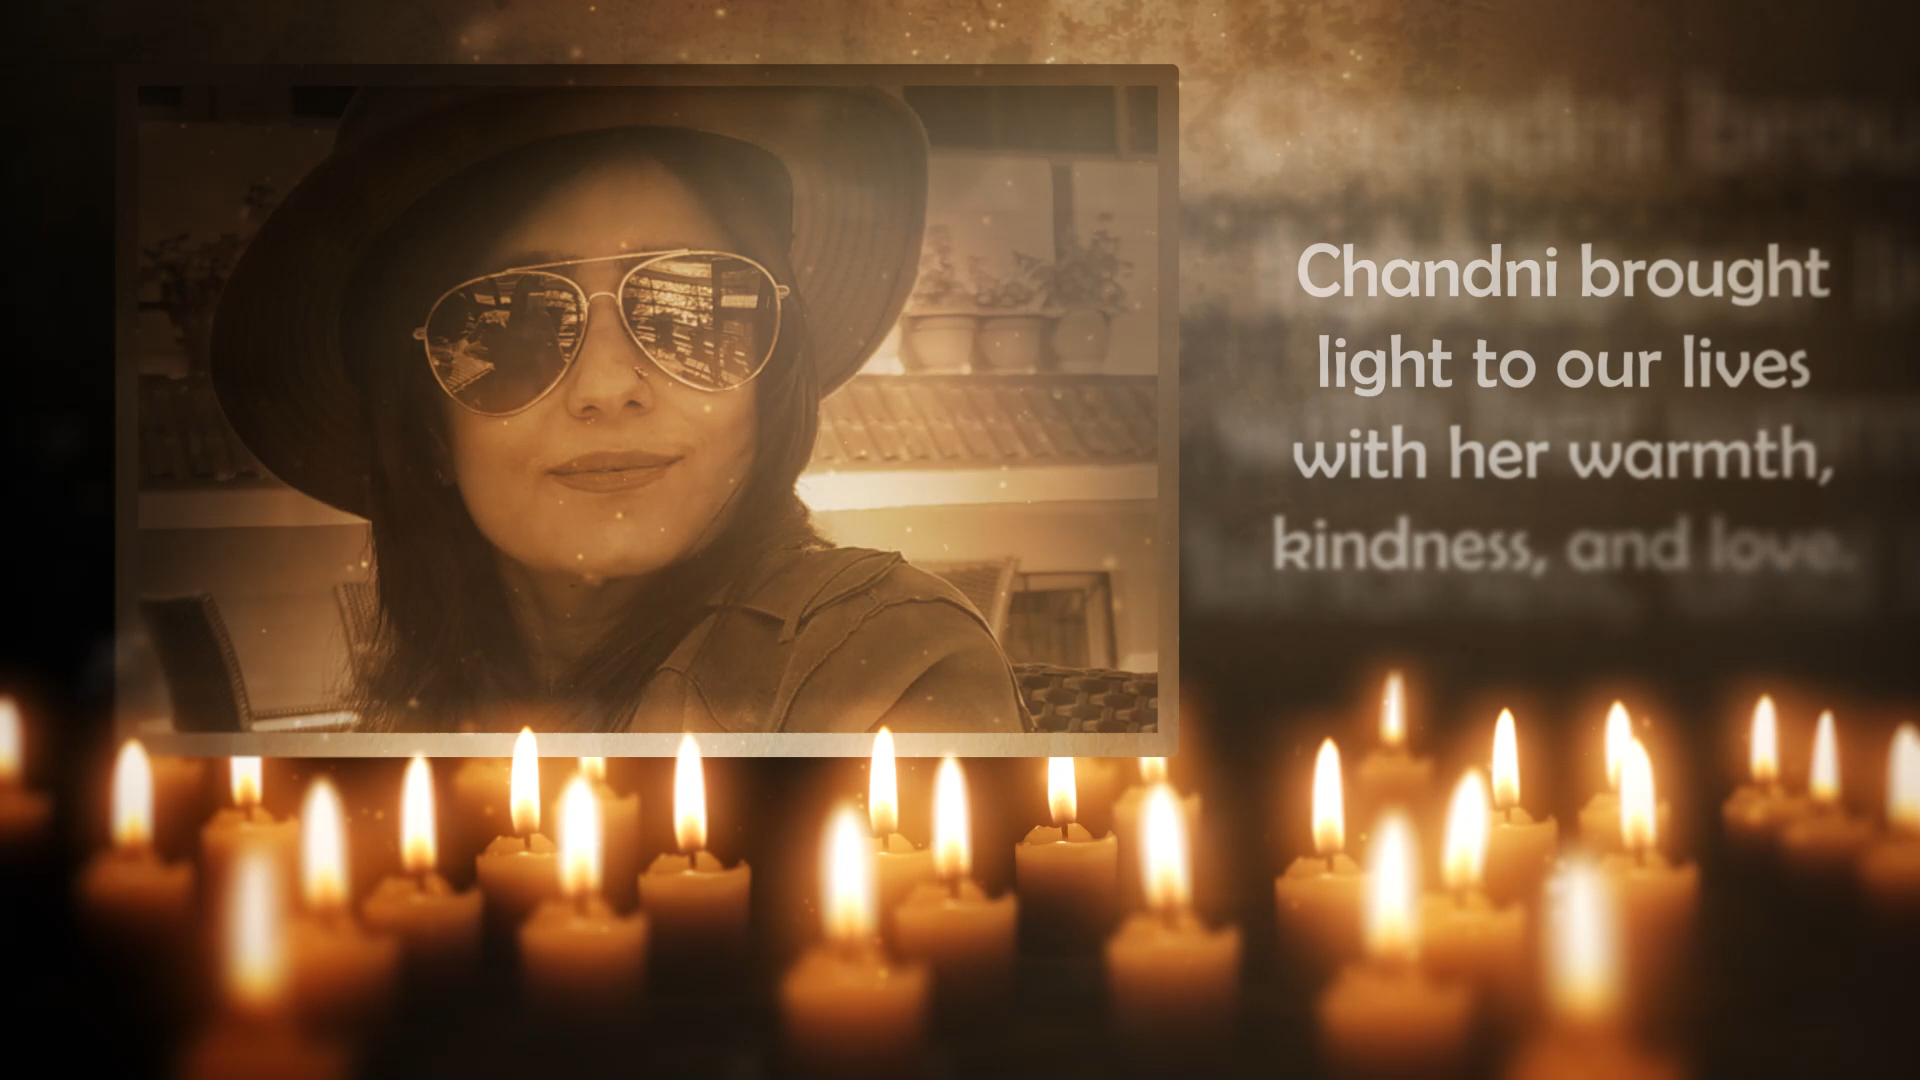 Chandni brought
light to our lives
with her warmth,
kindness, and love.